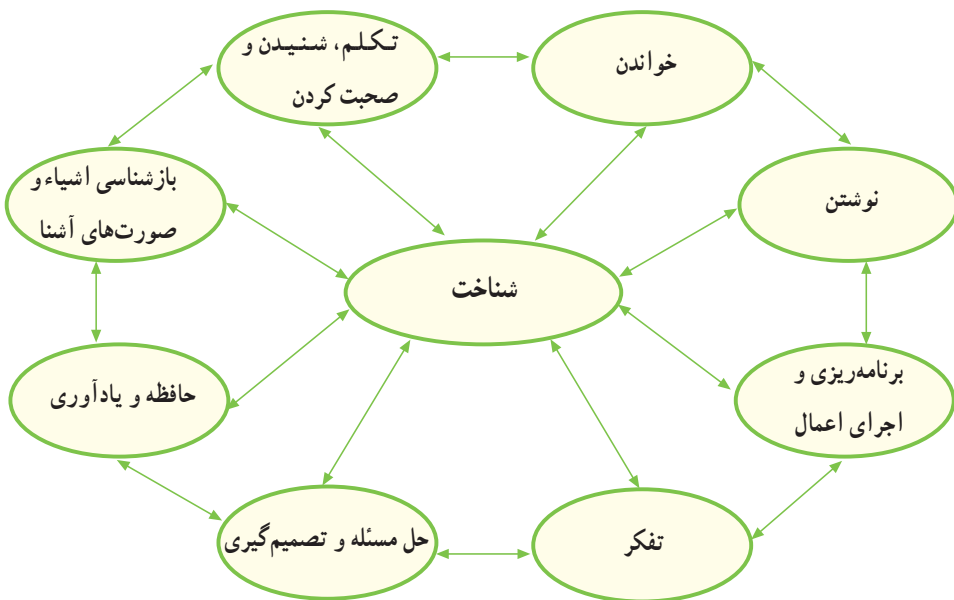 تکلم، شنیدن و
صحبت کردن
خواندن
بازشناسی اشیاء و
صورت‌های آشنا
نوشتن
شناخت
حافظه و یادآوری
برنامه‌ریزی و
اجرای اعمال
حل مسئله و تصمیم‌گیری
تفکر